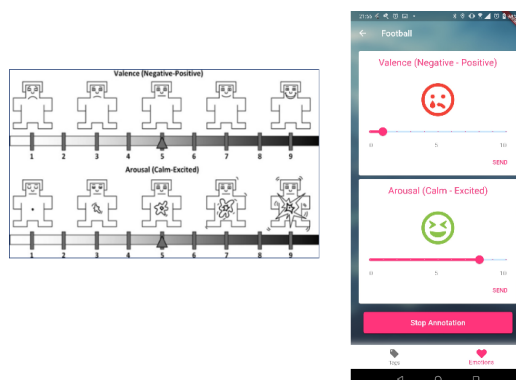 Valence (Negative-Positive)
1 2 3 4 5 6 7 8 9
Arousal (Calm-Excited)
1 2 3 4 5 6 7 8 9
Football
Valence (Negative - Positive)
0 5 10
SEND
Arousal (Calm - Excited)
0 5 10
SEND
Stop Annotation
Tags Emotions